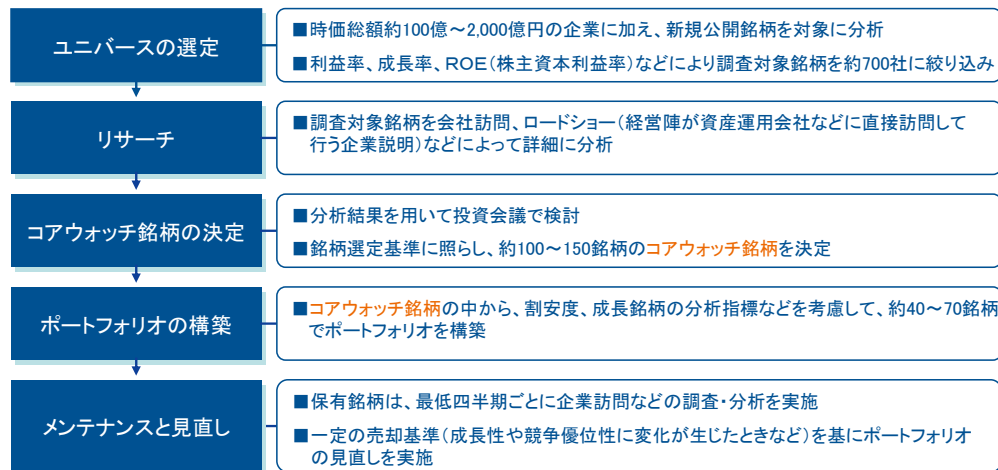 ユニバースの選定
■時価総額約100億～2,000億円の企業に加え、新規公開銘柄を対象に分析
■利益率、成長率、ROE（株主資本利益率）などにより調査対象銘柄を約700社に絞り込み
リサーチ
■調査対象銘柄を会社訪問、ロードショー（経営陣が資産運用会社などに直接訪問して
行う企業説明）などによって詳細に分析
コアウォッチ銘柄の決定
■分析結果を用いて投資会議で検討
■銘柄選定基準に照らし、約100～150銘柄のコアウォッチ銘柄を決定
ポートフォリオの構築
■コアウォッチ銘柄の中から、割安度、成長銘柄の分析指標などを考慮して、約40～70銘柄
でポートフォリオを構築
メンテナンスと見直し
■保有銘柄は、最低四半期ごとに企業訪問などの調査・分析を実施
■一定の売却基準（成長性や競争優位性に変化が生じたときなど）を基にポートフォリオ
の見直しを実施